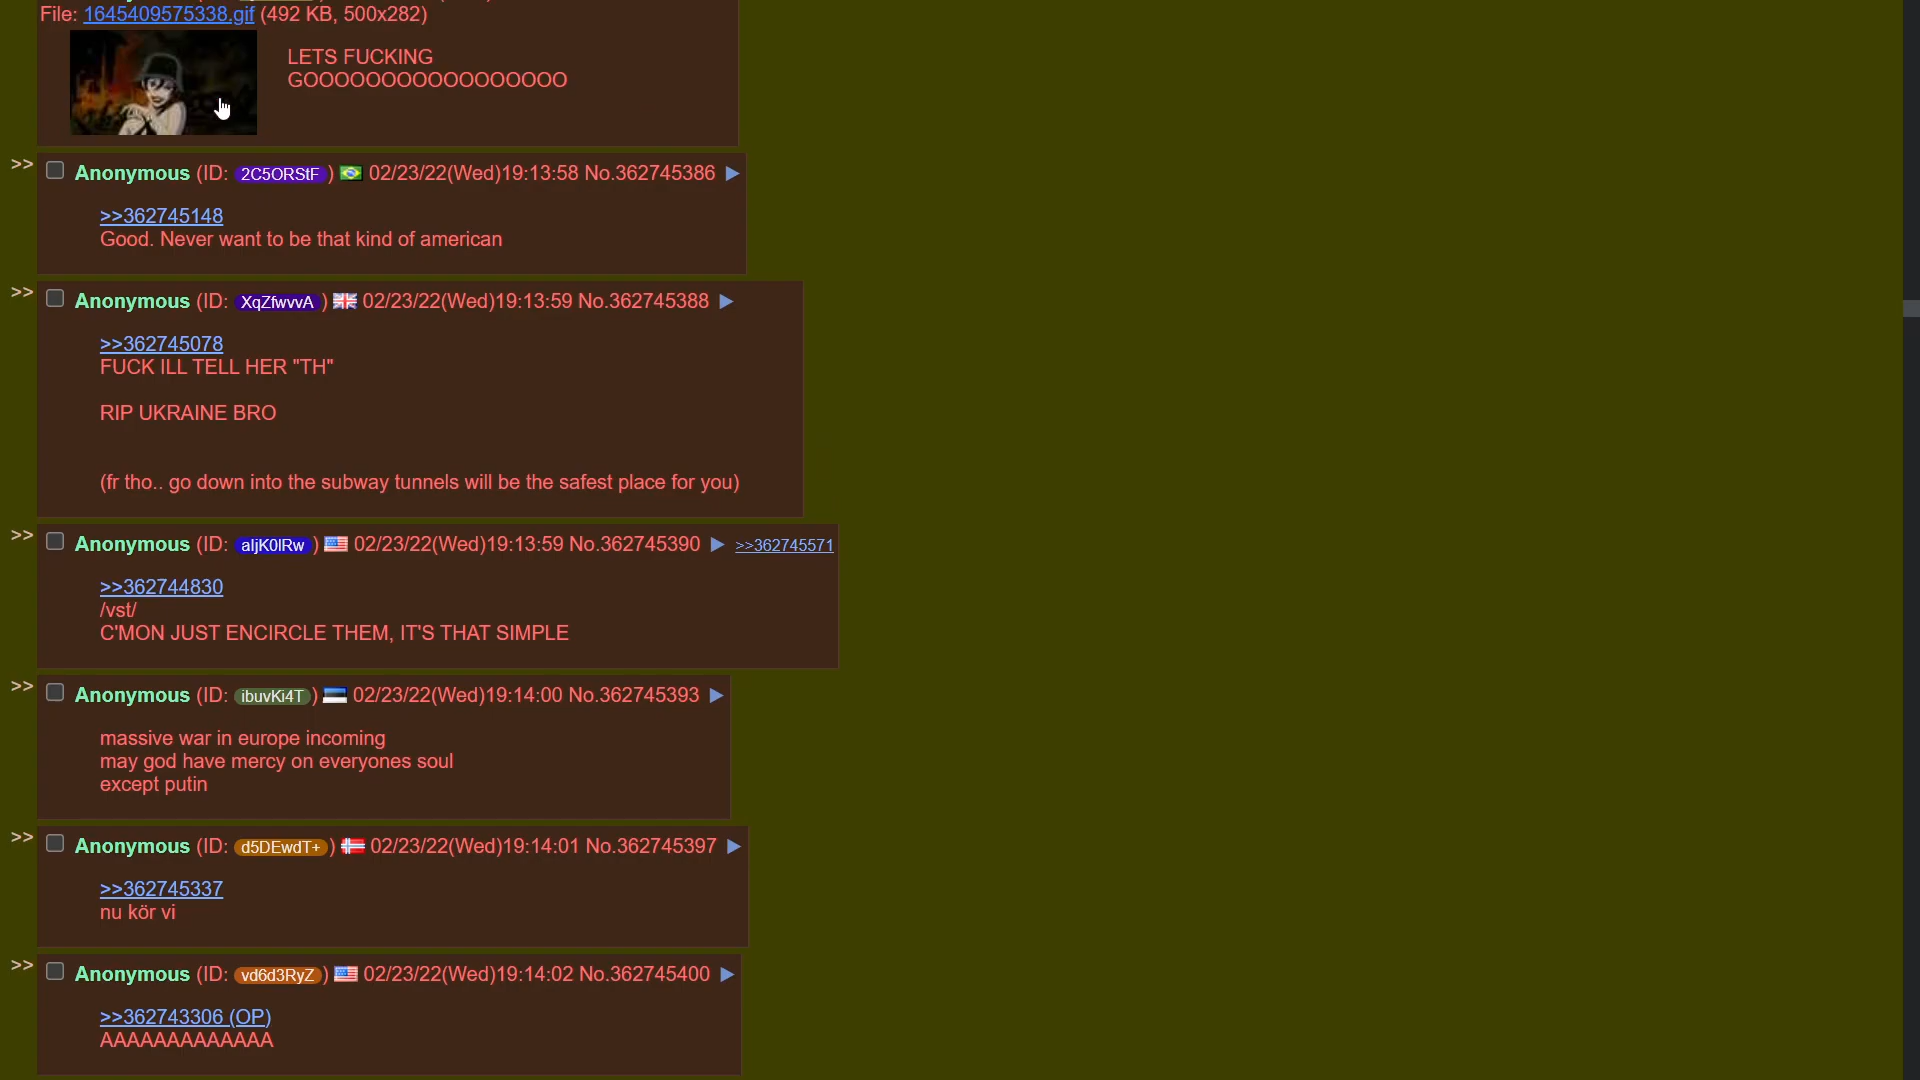 File: 1645409575338.gif (492 KB, 500x282)
LETS FUCKING
GOOOOOOOOOOOOOOOOO
>> Anonymous (ID: 2C5ORStF ) 02/23/22(Wed)19:13:58 No.362745386 ▶
>>362745148
Good. Never want to be that kind of american
>> Anonymous (ID: XqZfwvvA ) 02/23/22(Wed)19:13:59 No.362745388 ▶
>>362745078
FUCK ILL TELL HER "TH"
RIP UKRAINE BRO
(fr tho.. go down into the subway tunnels will be the safest place for you)
>> Anonymous (ID: aljK0lRw ) 02/23/22(Wed)19:13:59 No.362745390 ▶ >>362745571
>>362744830
/vst/
C'MON JUST ENCIRCLE THEM, IT'S THAT SIMPLE
>> Anonymous (ID: ibuvKi4T ) 02/23/22(Wed)19:14:00 No.362745393 ▶
massive war in europe incoming
may god have mercy on everyones soul
except putin
>> Anonymous (ID: d5DEwdT+ ) 02/23/22(Wed)19:14:01 No.362745397 ▶
>>362745337
nu kör vi
>> Anonymous (ID: vd6d3RyZ ) 02/23/22(Wed)19:14:02 No.362745400 ▶
>>362743306 (OP)
AAAAAAAAAAAAA